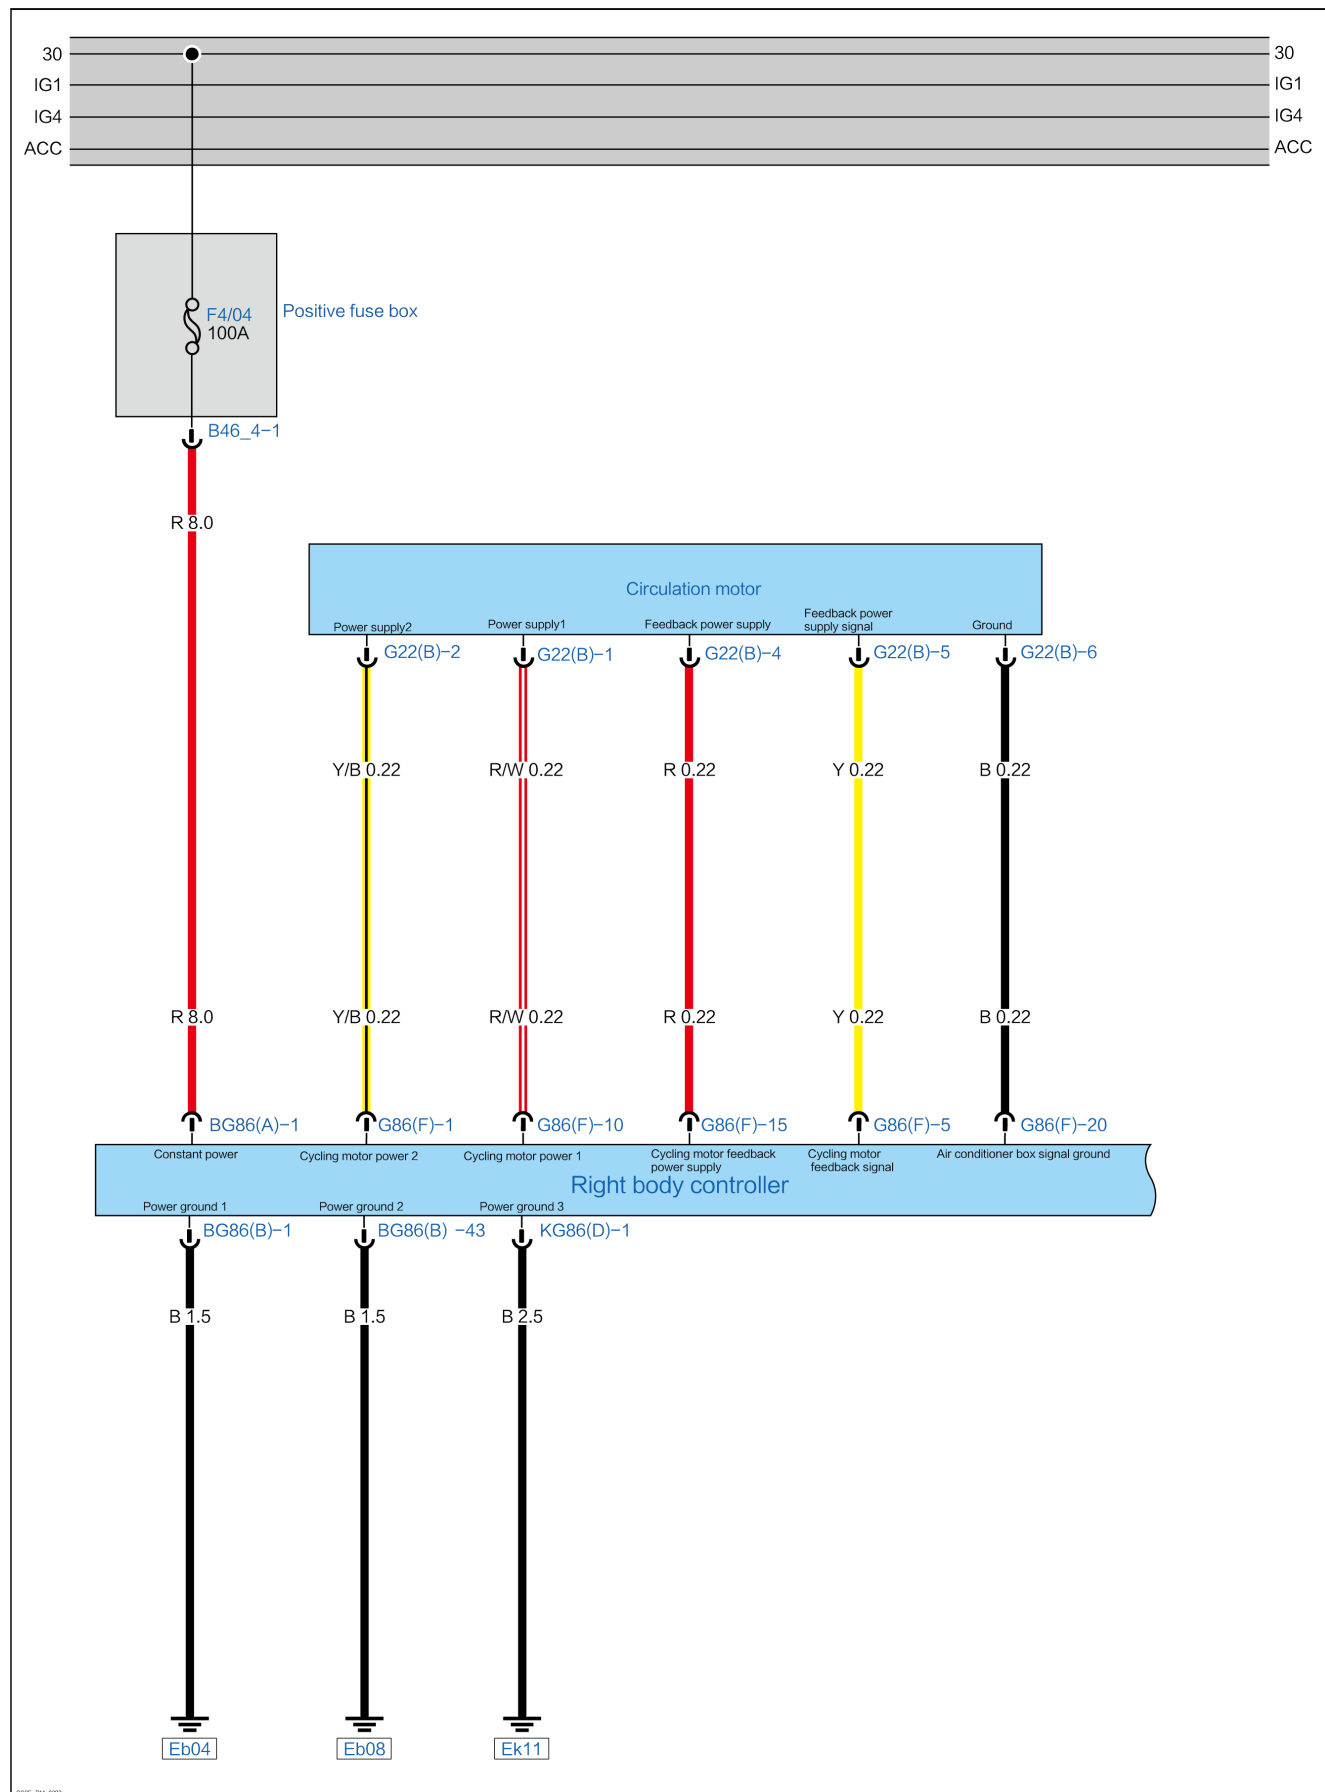 30 30
IG1 IG1
IG4 IG4
ACC ACC
F4/04
100A
Positive fuse box
B46_4-1
R 8.0
Circulation motor
Power supply2
Power supply1
Feedback power supply
Feedback power
supply signal
Ground
G22(B)-2
G22(B)-1
G22(B)-4
G22(B)-5
G22(B)-6
Y/B 0.22
R/W 0.22
R 0.22
Y 0.22
B 0.22
R 8.0
Y/B 0.22
R/W 0.22
R 0.22
Y 0.22
B 0.22
BG86(A)-1
G86(F)-1
G86(F)-10
G86(F)-15
G86(F)-5
G86(F)-20
Constant power
Cycling motor power 2
Cycling motor power 1
Cycling motor feedback
power supply
Cycling motor
feedback signal
Air conditioner box signal ground
Right body controller
Power ground 1
Power ground 2
Power ground 3
BG86(B)-1
BG86(B) -43
KG86(D)-1
B 1.5
B 1.5
B 2.5
Eb04
Eb08
Ek11